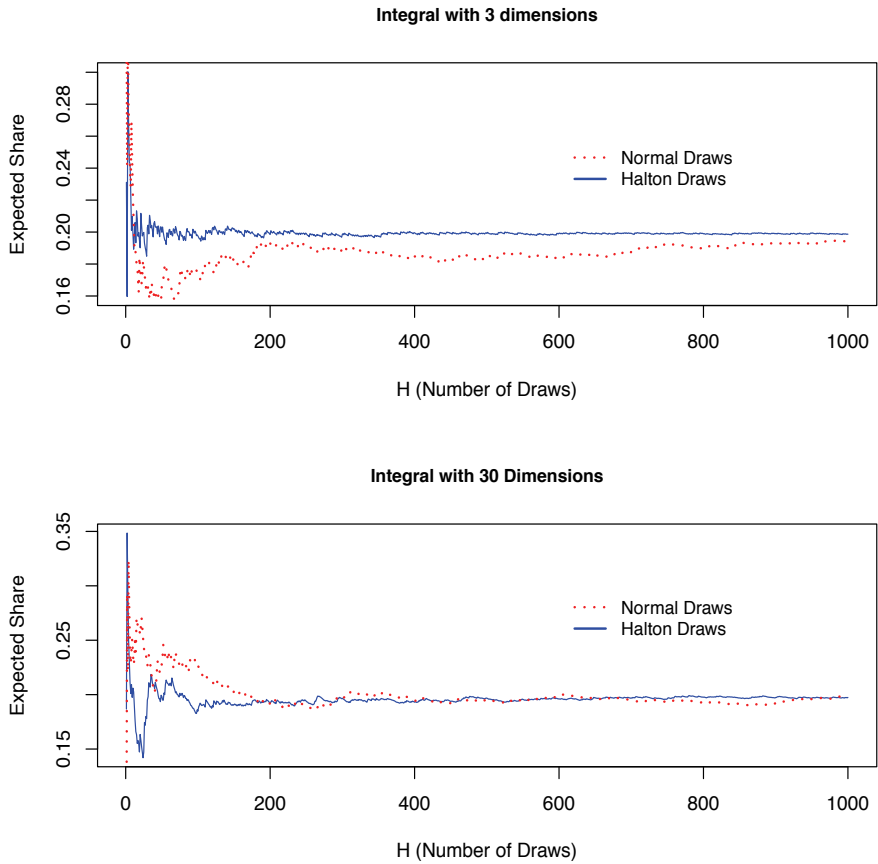 Integral with 3 dimensions
Expected Share
0.28
0.24
0.20
0.16
Normal Draws
Halton Draws
0 200 400 600 800 1000
H (Number of Draws)
Integral with 30 Dimensions
Expected Share
0.35
0.25
0.15
Normal Draws
Halton Draws
0 200 400 600 800 1000
H (Number of Draws)